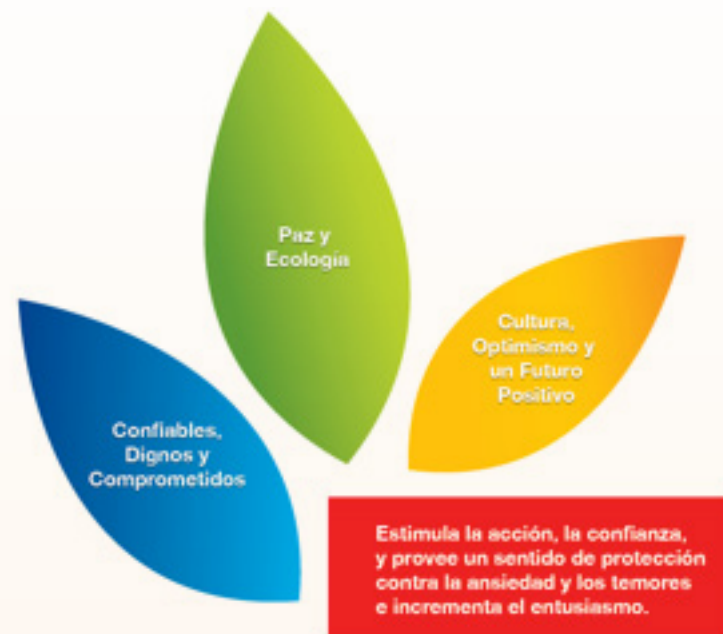 Paz y
Ecología
Cultura,
Optimismo y
un Futuro
Positivo
Confiables,
Dignos y
Comprometidos
Estimula la acción, la confianza,
y provee un sentido de protección
contra la ansiedad y los temores
e incrementa el entusiasmo.